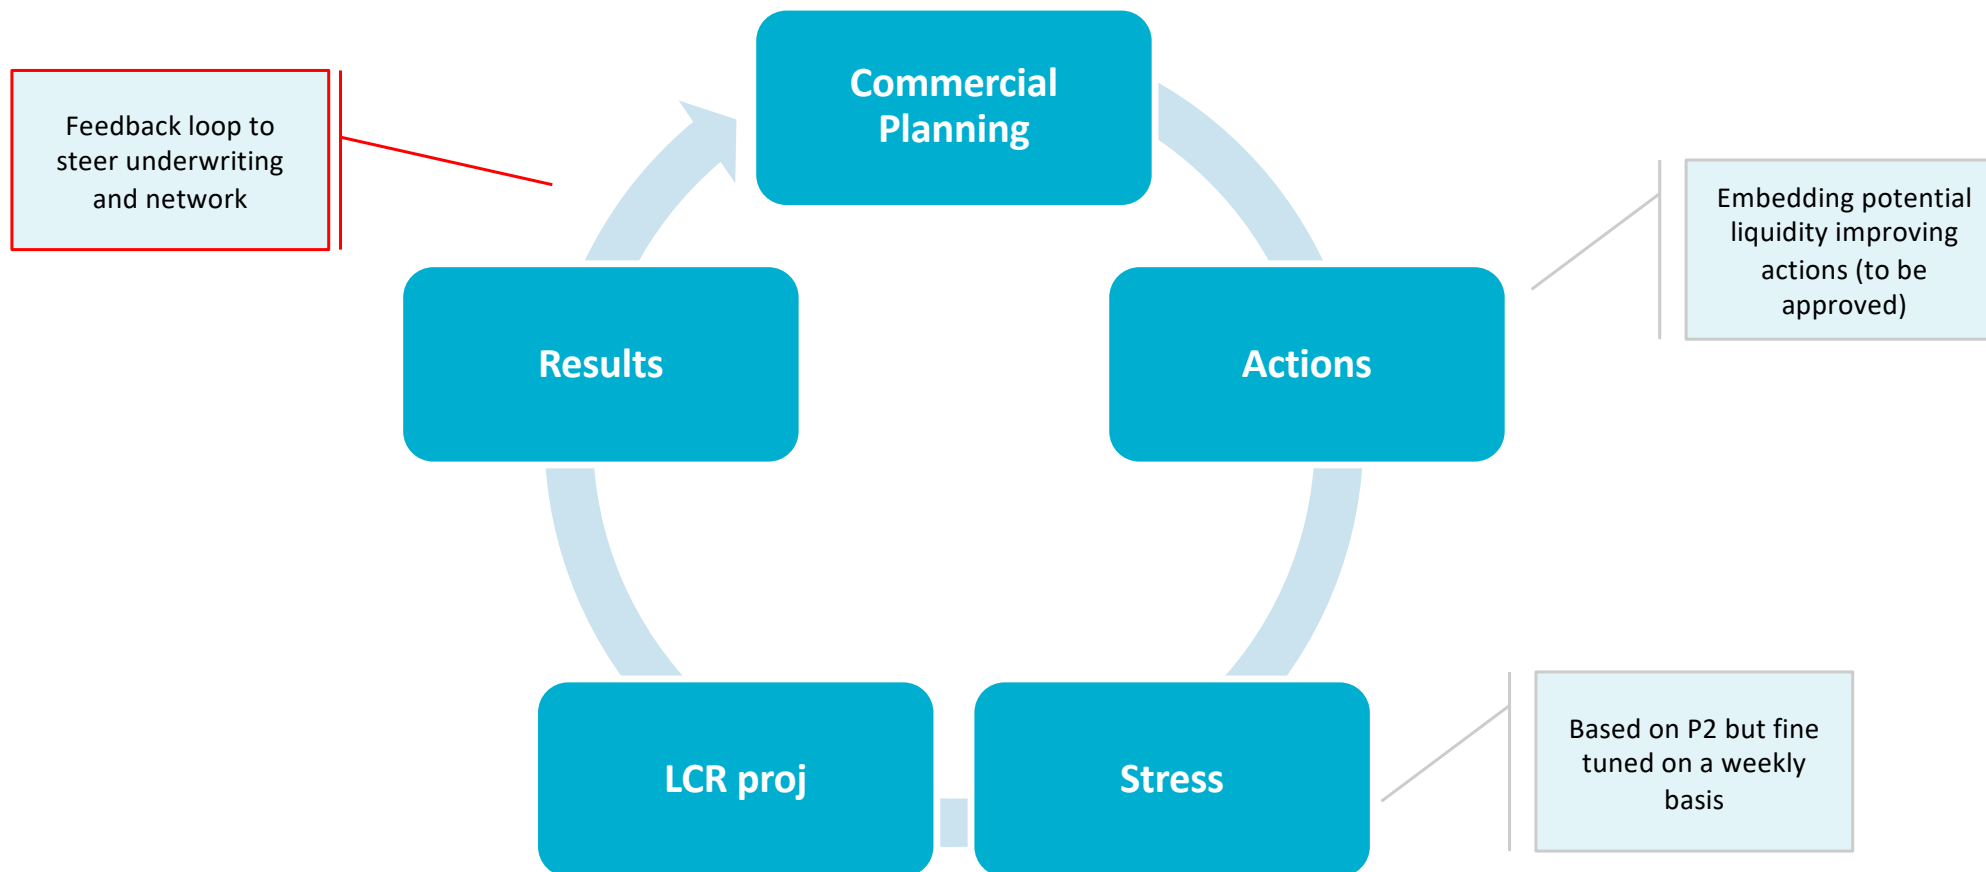 Commercial
Planning
Feedback loop to
steer underwriting
and network
Embedding potential
liquidity improving
actions (to be
approved)
Results
Actions
LCR proj
Stress
Based on P2 but fine
tuned on a weekly
basis